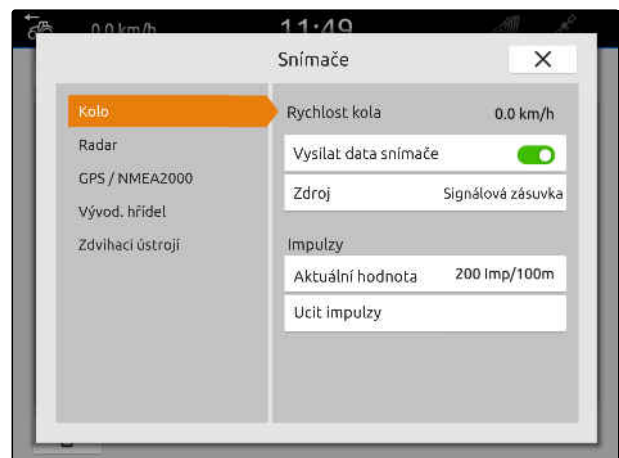 0.0 km/h
11:49
Snímače
Kolo
Radar
GPS / NMEA2000
Vývod. hřídel
Zdvihací ústrojí
Rychlost kola 0.0 km/h
Vysílat data snímače
Zdroj Signálová zásuvka
Impulzy
Aktuální hodnota 200 Imp/100m
Ucit impulzy